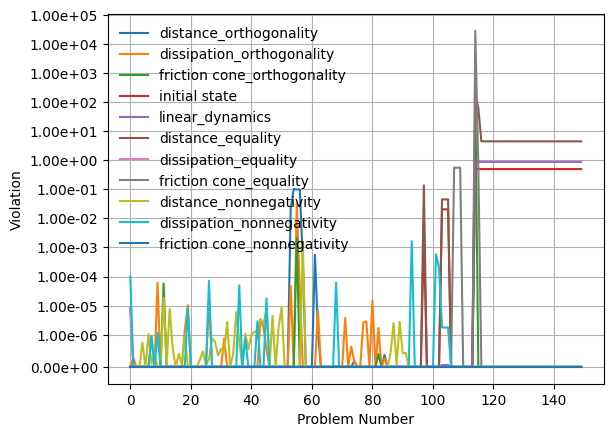 1.00e+05
1.00e+04
1.00e+03
1.00e+02
1.00e+01
1.00e+00
1.00e-01
1.00e-02
1.00e-03
1.00e-04
1.00e-05
1.00e-06
0.00e+00
Violation
distance_orthogonality
dissipation_orthogonality
friction cone_orthogonality
initial state
linear_dynamics
distance_equality
dissipation_equality
friction cone_equality
distance_nonnegativity
dissipation_nonnegativity
friction cone_nonnegativity
0 20 40 60 80 100 120 140
Problem Number